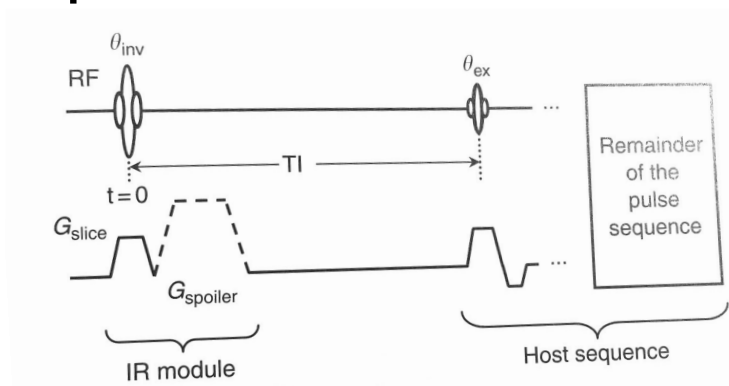 θinv
RF
θex
...
TI
t=0
Gslice
Gspoiler
...
Remainder
of the
pulse
sequence
IR module
Host sequence